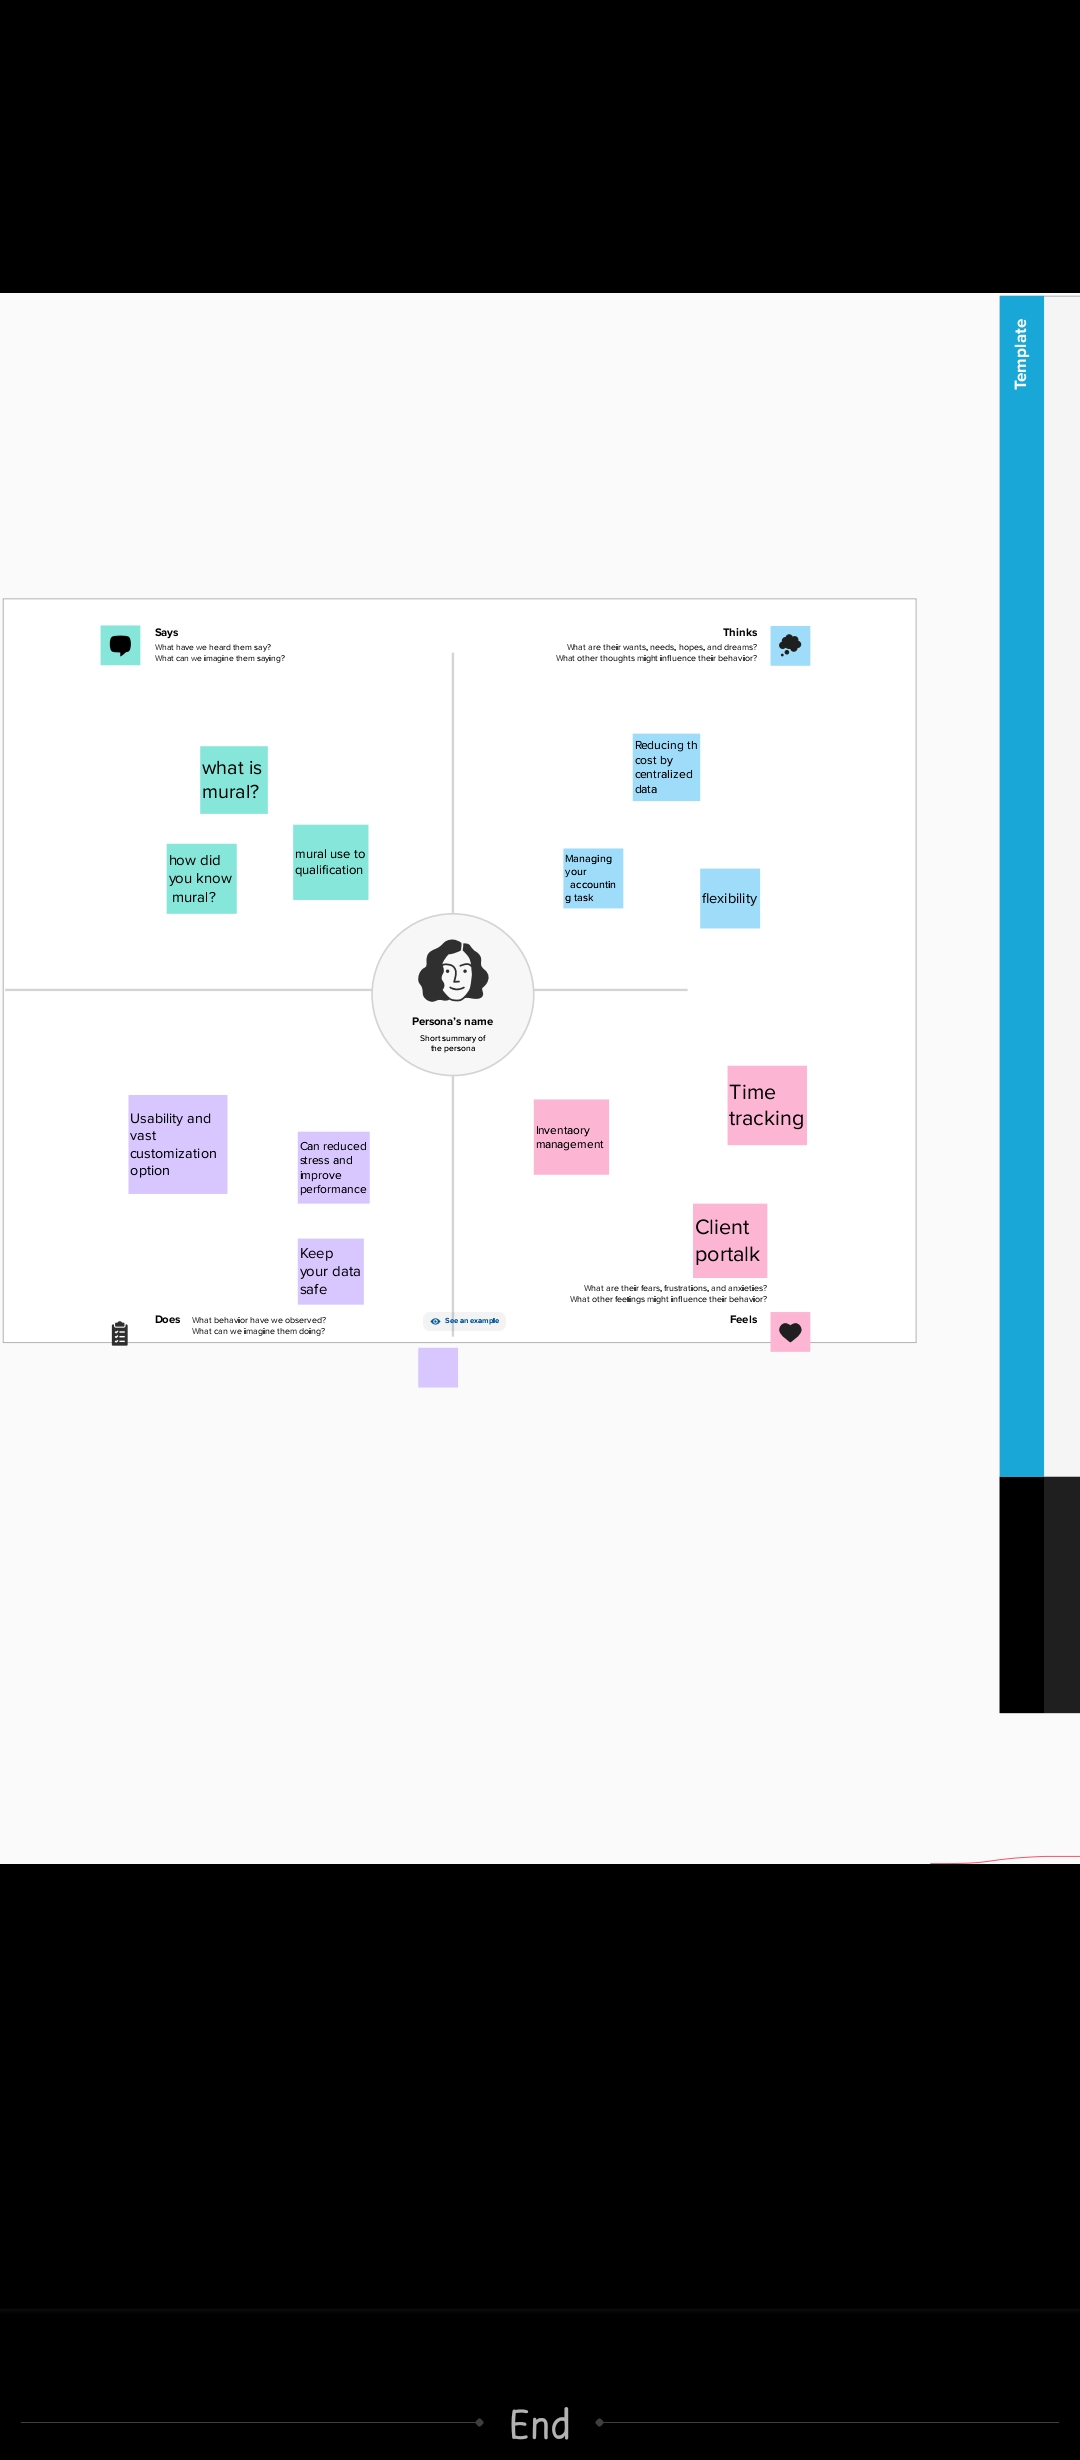 Template
Says
What have we heard them say?
What can we imagine them saying?
Thinks
What are their wants, needs, hopes, and dreams?
What other thoughts might influence their behavior?
what is
mural?
how did
you know
mural?
mural use to
qualification
Reducing th
cost by
centralized
data
Managing
your
accountin
g task
flexibility
Persona's name
Short summary of
the persona
Usability and
vast
customization
option
Can reduced
stress and
improve
performance
Keep
your data
safe
Inventaory
management
Time
tracking
Client
portalk
Does
What behavior have we observed?
What can we imagine them doing?
See an example
What are their fears, frustrations, and anxieties?
What other feelings might influence their behavior?
Feels
End